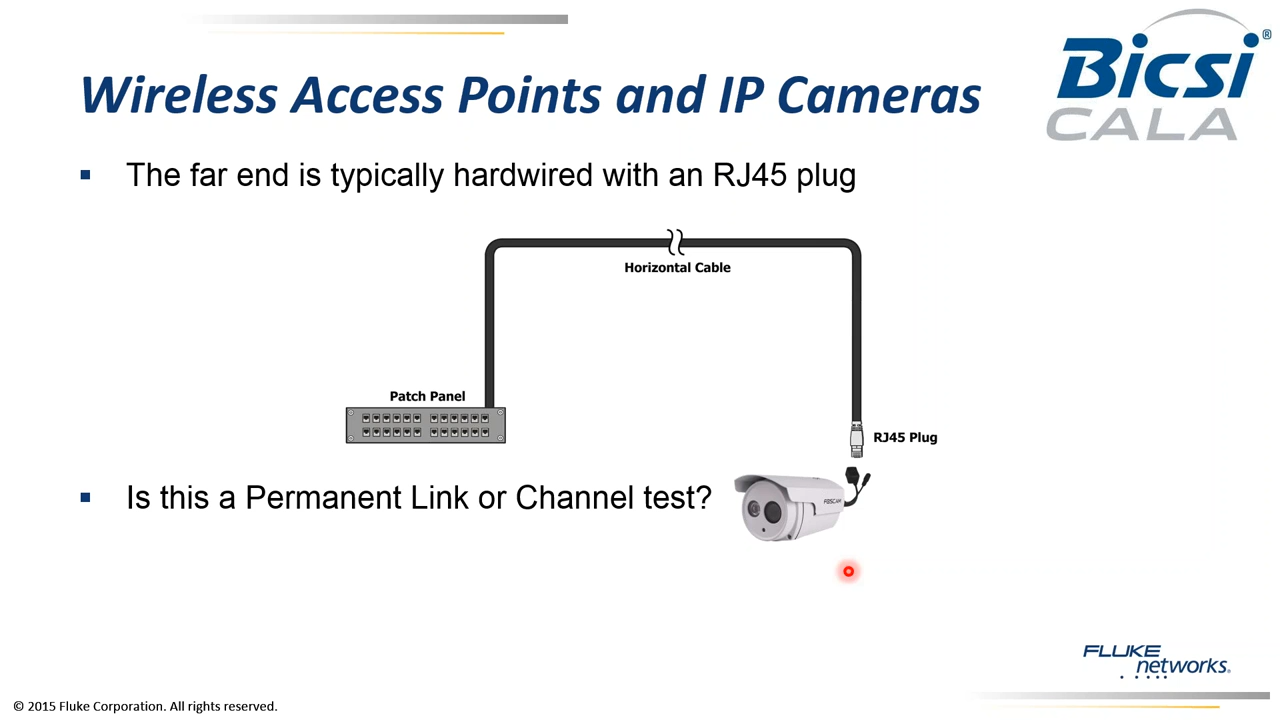 Wireless Access Points and IP Cameras
Bicsi®
CALA
The far end is typically hardwired with an RJ45 plug
Horizontal Cable
Patch Panel
RJ45 Plug
Is this a Permanent Link or Channel test?
FOSCAM
FLUKE
networks.
© 2015 Fluke Corporation. All rights reserved.